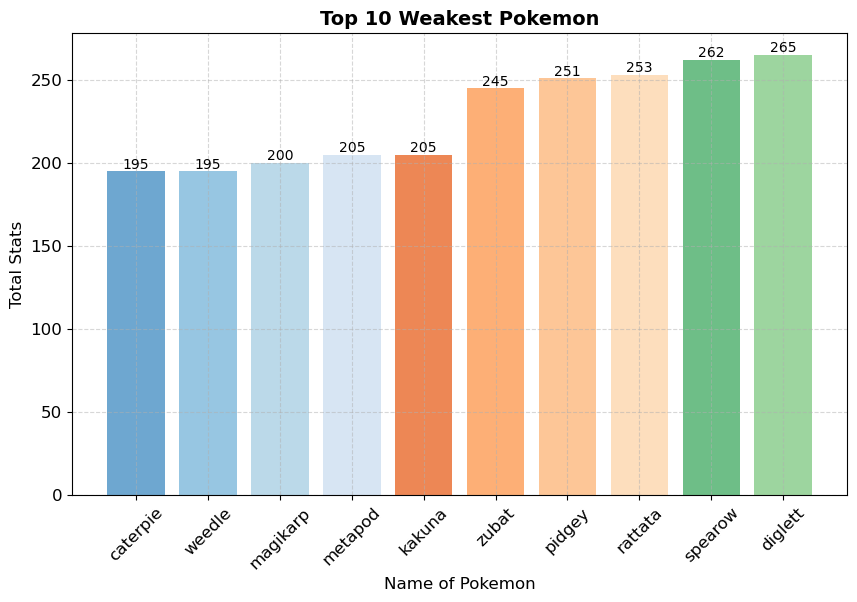 Top 10 Weakest Pokemon
Total Stats
250
200
150
100
50
0
195
195
200
205
205
245
251
253
262
265
caterpie
weedle
magikarp
metapod
kakuna
zubat
pidgey
rattata
spearow
diglett
Name of Pokemon